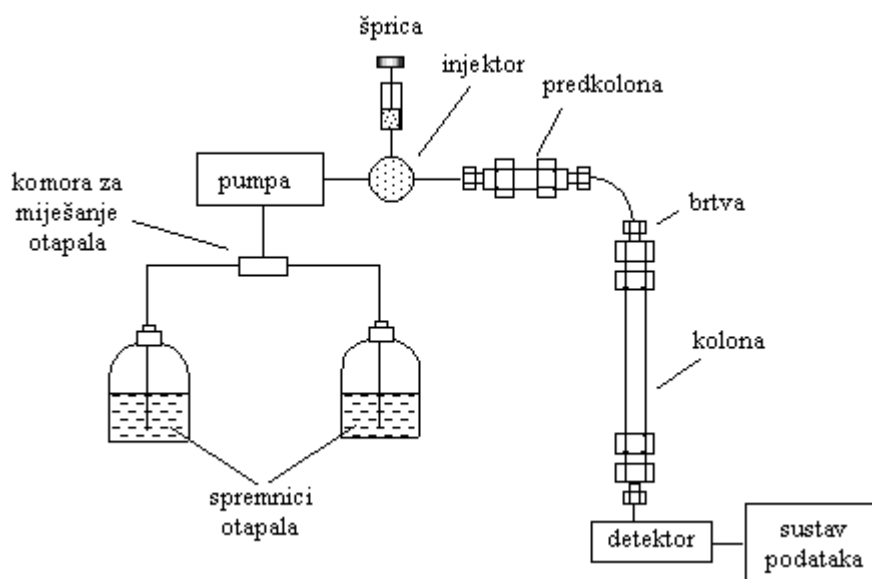 šprica
injektor
predkolona
pumpa
komora za
miješanje
otapala
brtva
kolona
spremnici
otapala
detektor
sustav
podataka